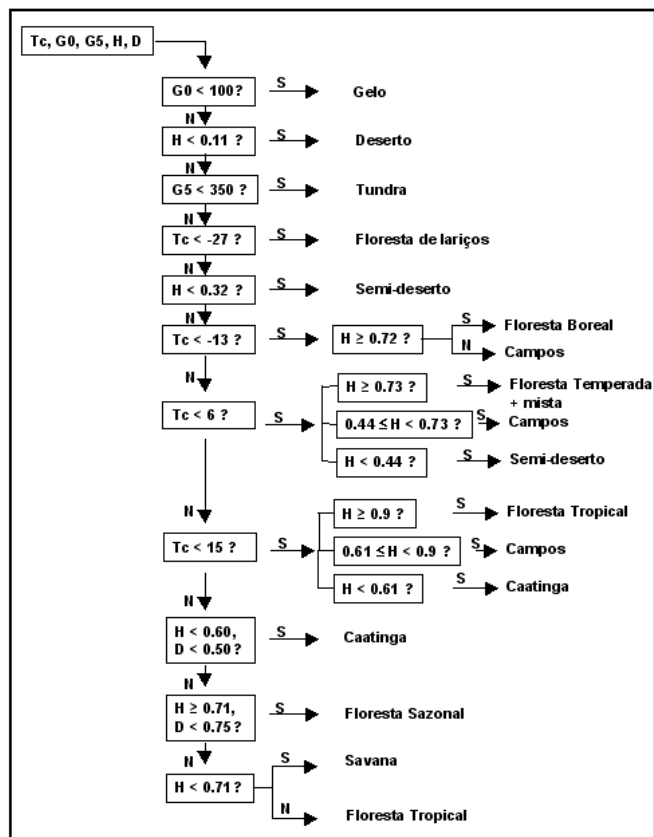 Tc, G0, G5, H, D
G0 < 100?
S
Gelo
N
H < 0.11 ?
S
Deserto
N
G5 < 350 ?
S
Tundra
N
Tc < -27 ?
S
Floresta de lariços
N
H < 0.32 ?
S
Semi-deserto
N
Tc < -13 ?
S
H ≥ 0.72 ?
S
Floresta Boreal
N
Campos
N
Tc < 6 ?
S
H ≥ 0.73 ?
S
Floresta Temperada
+ mista
0.44 ≤ H < 0.73 ?
S
Campos
H < 0.44 ?
S
Semi-deserto
N
Tc < 15 ?
S
H ≥ 0.9 ?
S
Floresta Tropical
0.61 ≤ H < 0.9 ?
S
Campos
H < 0.61 ?
S
Caatinga
N
H < 0.60,
D < 0.50?
S
Caatinga
N
H ≥ 0.71,
D < 0.75?
S
Floresta Sazonal
N
H < 0.71?
S
Savana
N
Floresta Tropical